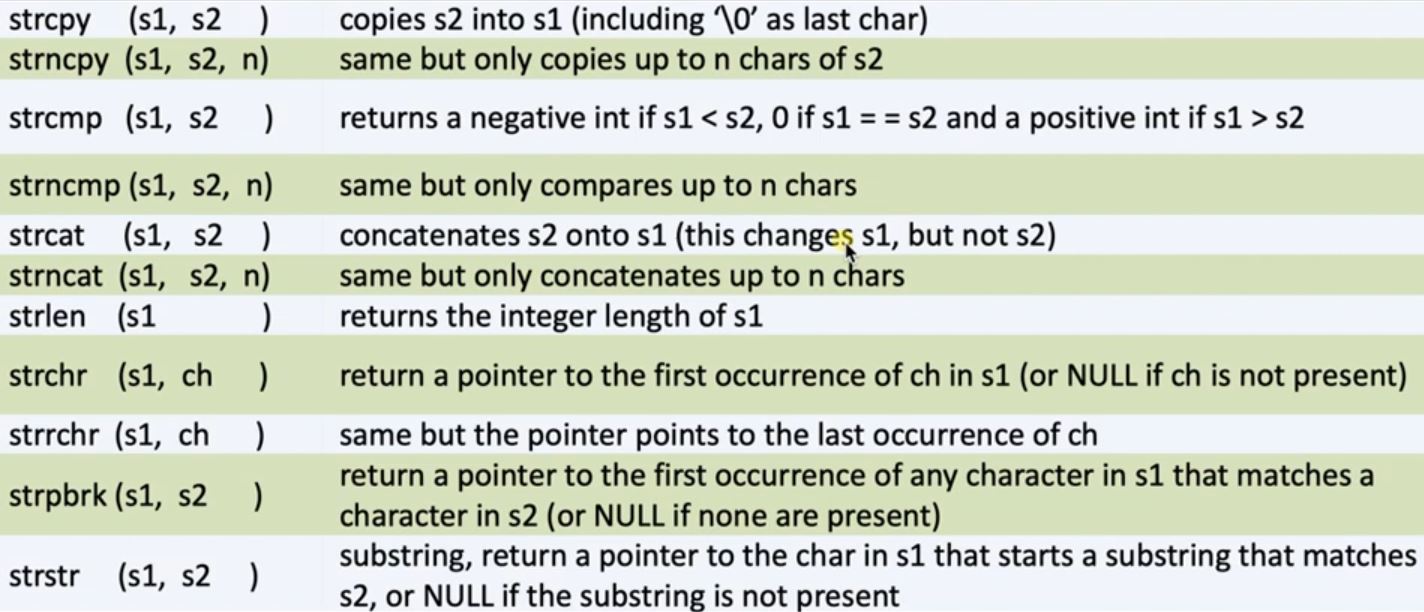 strcpy (s1, s2 ) copies s2 into s1 (including ‘\0’ as last char)
strncpy (s1, s2, n) same but only copies up to n chars of s2
strcmp (s1, s2 ) returns a negative int if s1 < s2, 0 if s1 = = s2 and a positive int if s1 > s2
strncmp (s1, s2, n) same but only compares up to n chars
strcat (s1, s2 ) concatenates s2 onto s1 (this changes s1, but not s2)
strncat (s1, s2, n) same but only concatenates up to n chars
strlen (s1 ) returns the integer length of s1
strchr (s1, ch ) return a pointer to the first occurrence of ch in s1 (or NULL if ch is not present)
strrchr (s1, ch ) same but the pointer points to the last occurrence of ch
strpbrk (s1, s2 ) return a pointer to the first occurrence of any character in s1 that matches a
character in s2 (or NULL if none are present)
strstr (s1, s2 ) substring, return a pointer to the char in s1 that starts a substring that matches
s2, or NULL if the substring is not present